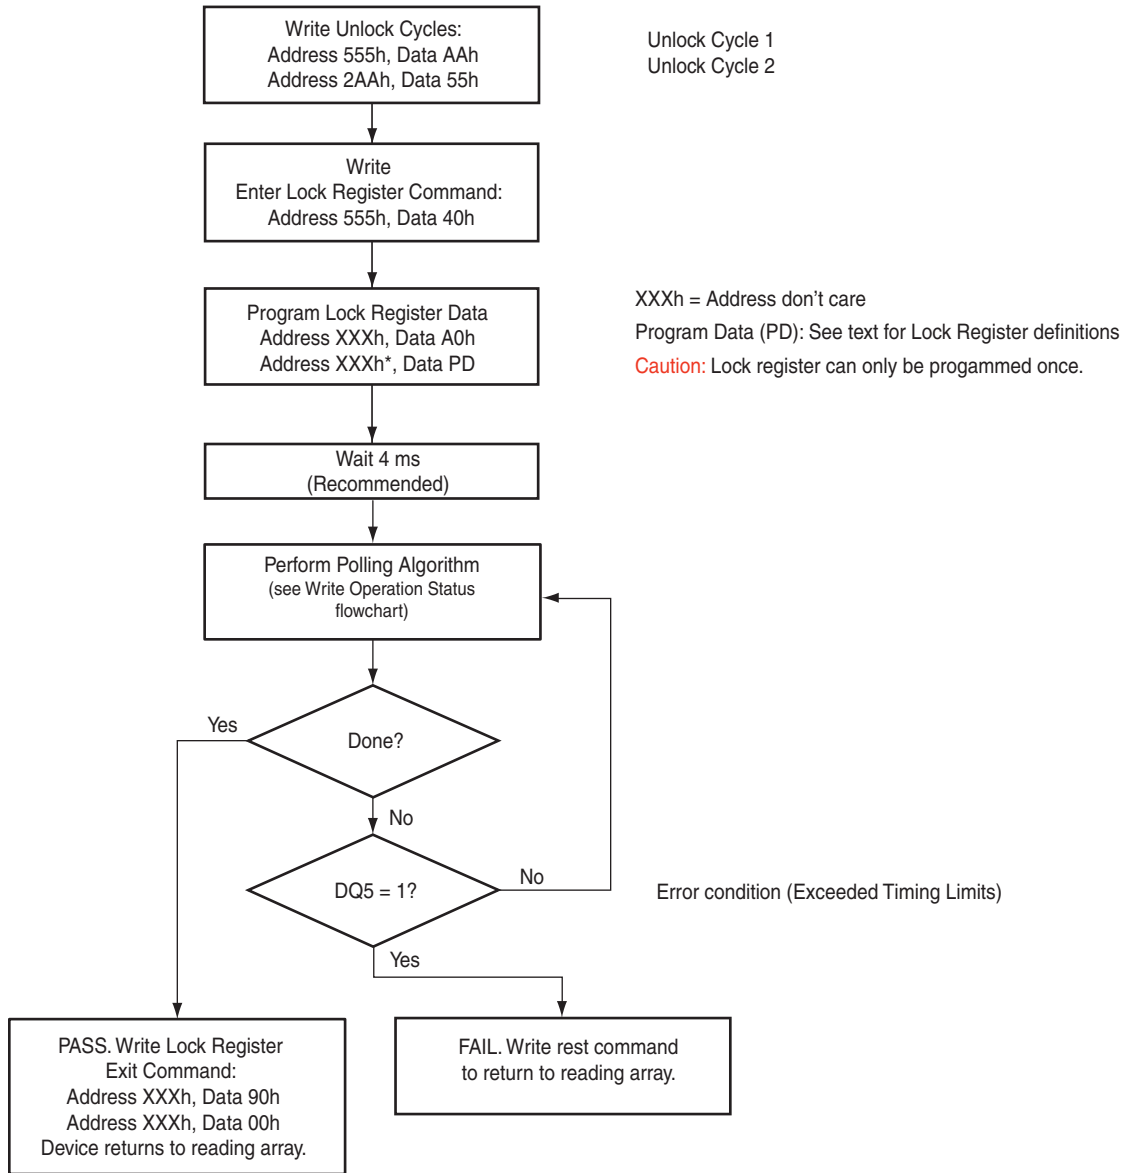 Write Unlock Cycles:
Address 555h, Data AAh
Address 2AAh, Data 55h
Unlock Cycle 1
Unlock Cycle 2
Write
Enter Lock Register Command:
Address 555h, Data 40h
Program Lock Register Data
Address XXXh, Data A0h
Address XXXh*, Data PD
XXXh = Address don't care
Program Data (PD): See text for Lock Register definitions
Caution: Lock register can only be progammed once.
Wait 4 ms
(Recommended)
Perform Polling Algorithm
(see Write Operation Status
flowchart)
Yes
Done?
No
DQ5 = 1?
No
Error condition (Exceeded Timing Limits)
Yes
PASS. Write Lock Register
Exit Command:
Address XXXh, Data 90h
Address XXXh, Data 00h
Device returns to reading array.
FAIL. Write rest command
to return to reading array.